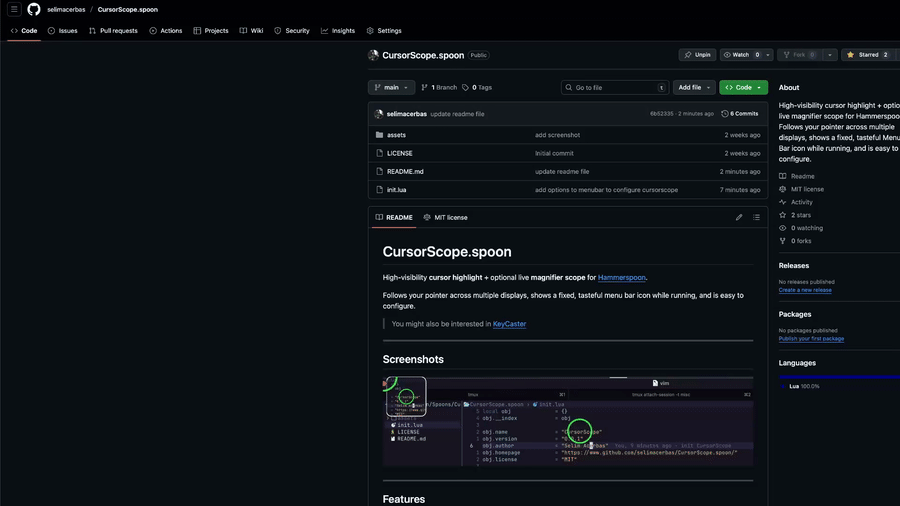 selimacerbas / CursorScope.spoon
Code Issues Pull requests Actions Projects Wiki Security Insights Settings
CursorScope.spoon Public
Unpin Watch 0 Fork 0 Starred 2
main 1 Branch 0 Tags Go to file t Add file Code
selimacerbas update readme file 6b52335 · 2 minutes ago 6 Commits
assets add screenshot 2 weeks ago
LICENSE Initial commit 2 weeks ago
README.md update readme file 2 minutes ago
init.lua add options to menubar to configure cursorscope 7 minutes ago
README MIT license
CursorScope.spoon
High-visibility cursor highlight + optional live magnifier scope for Hammerspoon.
Follows your pointer across multiple displays, shows a fixed, tasteful menu bar icon while running, and is easy to
configure.
You might also be interested in KeyCaster
Screenshots
vim
tmux ⌘1 tmux attach-session -t misc ⌘2
CursorScope.spoon › init.lua
init.lua
LICENSE
README.md
5 local obj = {}
4 obj.__index = obj
2 obj.name = "CursorScope"
obj.version
6 obj.author
obj.homepage = "https://www.github.com/selimacerbas/CursorScope.spoon/"
obj.license = "MIT"
Features
About
High-visibility cursor highlight + optional
live magnifier scope for Hammerspoon.
Follows your pointer across multiple
displays, shows a fixed, tasteful Menu
Bar icon while running, and is easy to
configure.
Readme
MIT license
Activity
2 stars
0 watching
0 forks
Releases
No releases published
Create a new release
Packages
No packages published
Publish your first package
Languages
Lua 100.0%